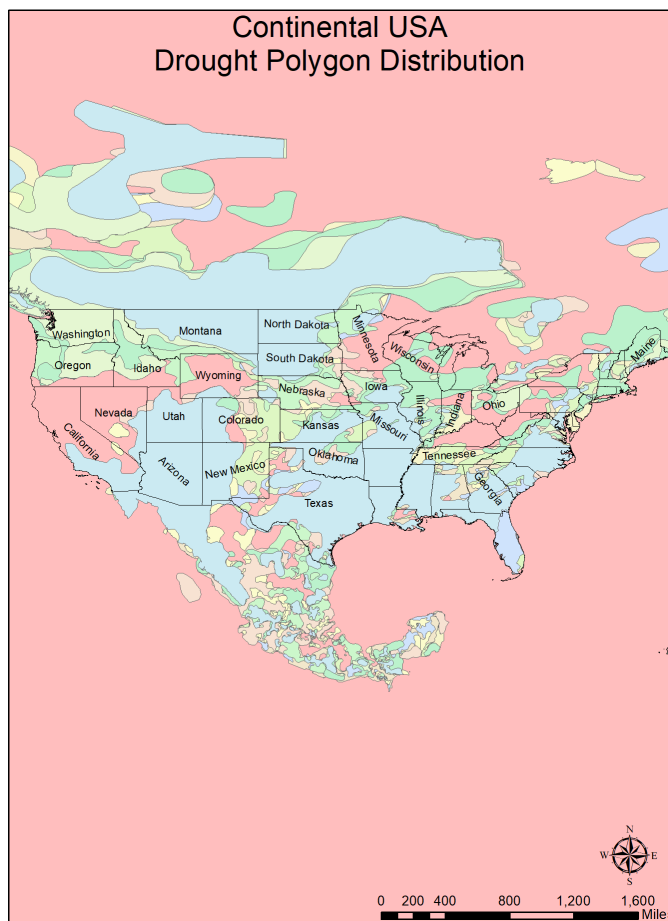 Continental USA
Drought Polygon Distribution
Washington
Montana
North Dakota
Minnesota
Maine
Oregon
Idaho
South Dakota
Wisconsin
Wyoming
Nebraska
Iowa
Illinois
Indiana
Ohio
Nevada
Utah
Colorado
Kansas
Missouri
California
Arizona
New Mexico
Oklahoma
Tennessee
Georgia
Texas
N
W E
S
0 200 400 800 1,200 1,600
Mile